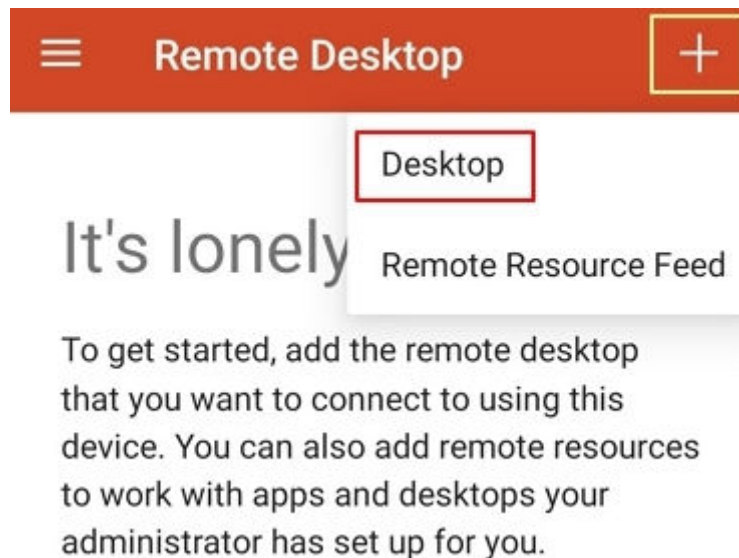 Remote Desktop
Desktop
It's lonely
Remote Resource Feed
To get started, add the remote desktop
that you want to connect to using this
device. You can also add remote resources
to work with apps and desktops your
administrator has set up for you.